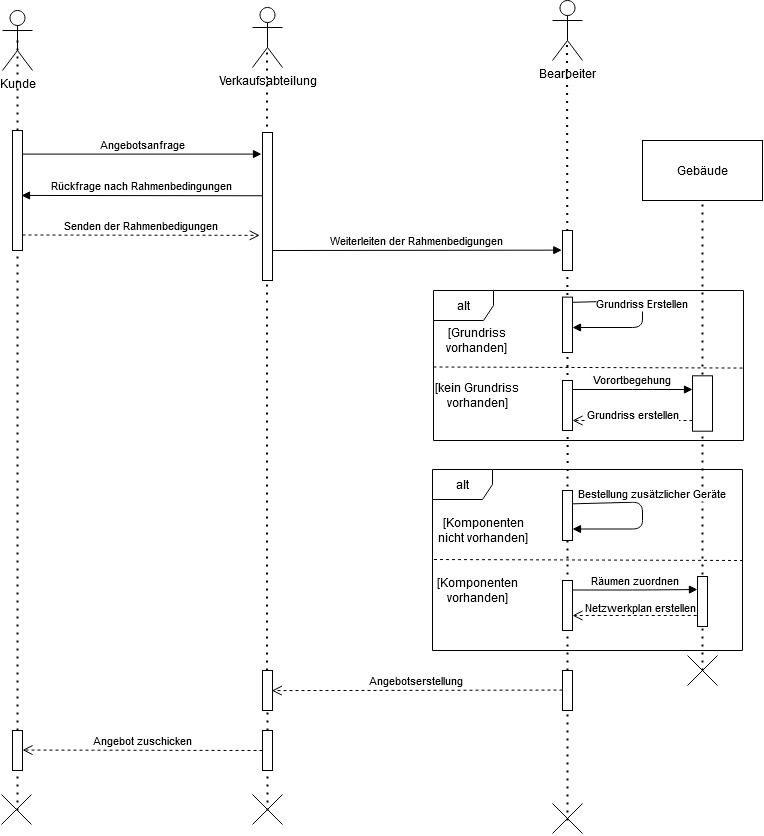 Kunde
Verkaufsabteilung
Bearbeiter
Gebäude
Angebotsanfrage
Rückfrage nach Rahmenbedingungen
Senden der Rahmenbedigungen
Weiterleiten der Rahmenbedigungen
alt
[Grundriss
vorhanden]
Grundriss Erstellen
[kein Grundriss
vorhanden]
Vorortbegehung
Grundriss erstellen
alt
[Komponenten
nicht vorhanden]
Bestellung zusätzlicher Geräte
[Komponenten
vorhanden]
Räumen zuordnen
Netzwerkplan erstellen
Angebotserstellung
Angebot zuschicken